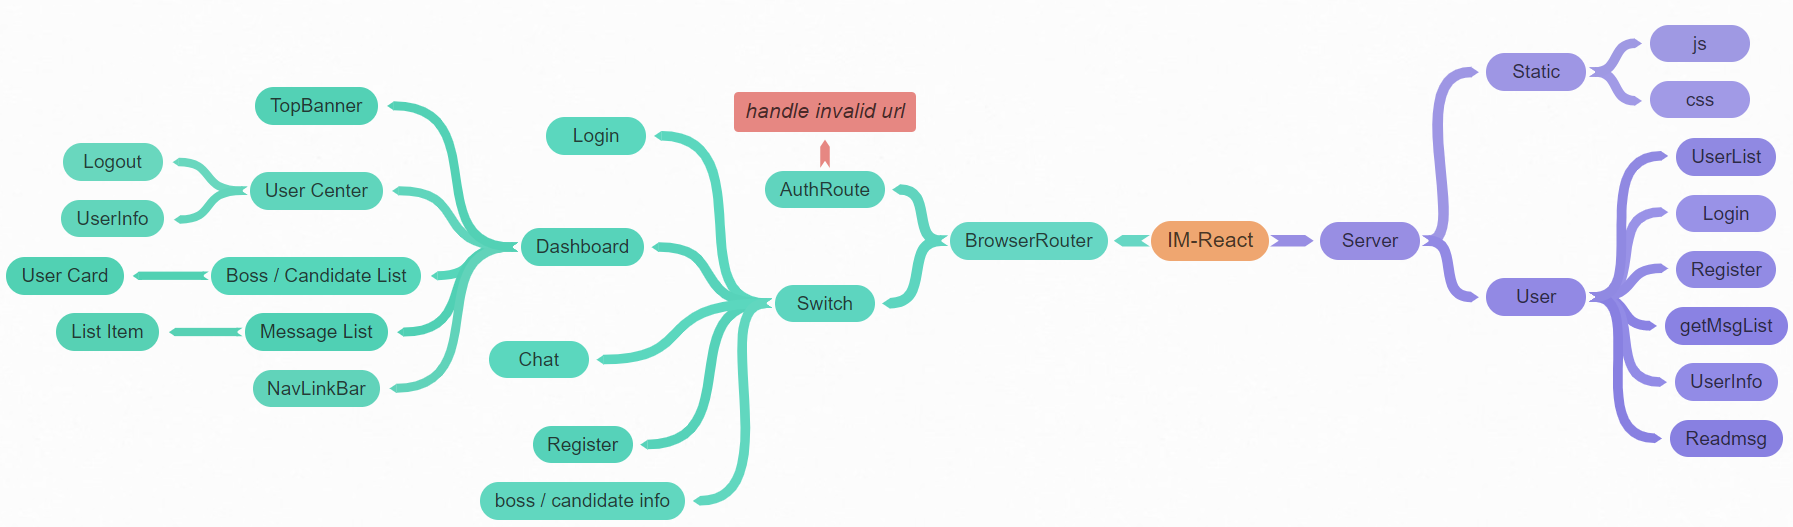 js
Static
TopBanner
css
handle invalid url
Login
Logout
UserList
User Center
AuthRoute
UserInfo
Login
Dashboard
BrowserRouter
IM-React
Server
User Card
Boss / Candidate List
Register
Switch
User
List Item
Message List
getMsgList
Chat
NavLinkBar
UserInfo
Register
Readmsg
boss / candidate info